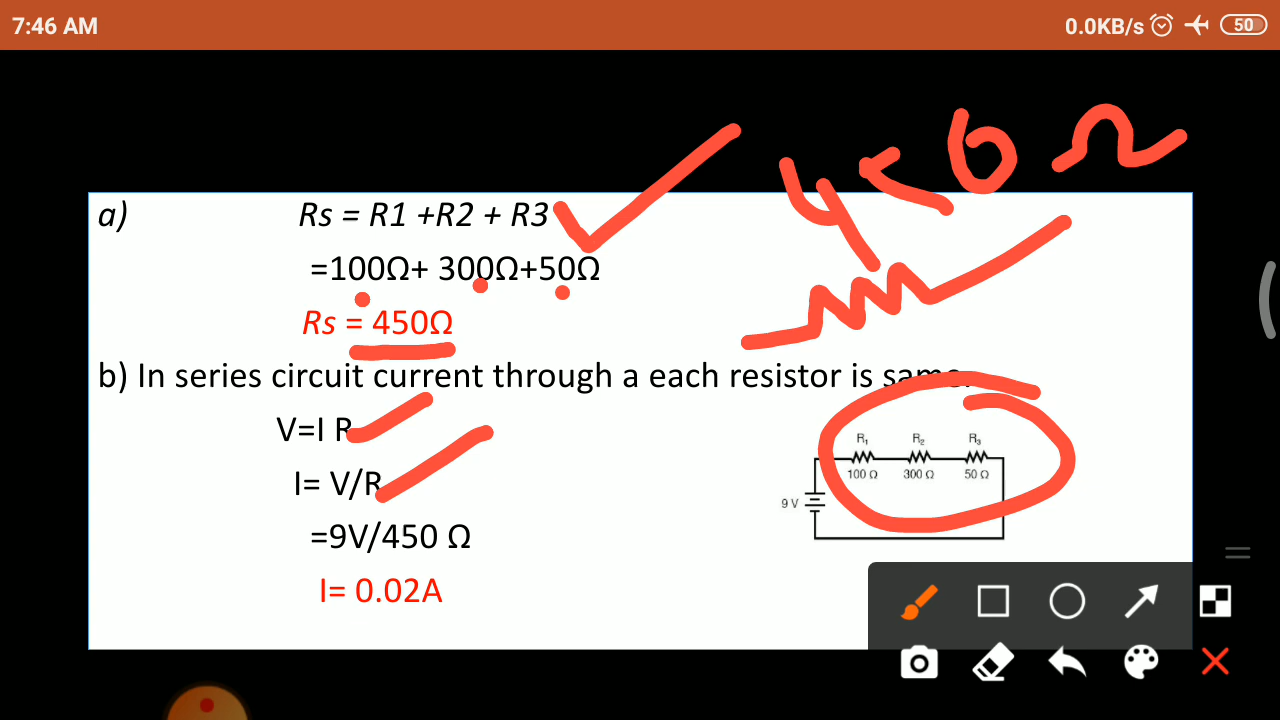 7:46 AM
0.0KB/s
50
450 Ω
a) Rs = R1 +R2 + R3
=100Ω+ 300Ω+50Ω
Rs = 450Ω
b) In series circuit current through a each resistor is same.
V=I R
I= V/R
=9V/450 Ω
I= 0.02A
R₁ R₂ R₃
100 Ω 300 Ω 50 Ω
9 V